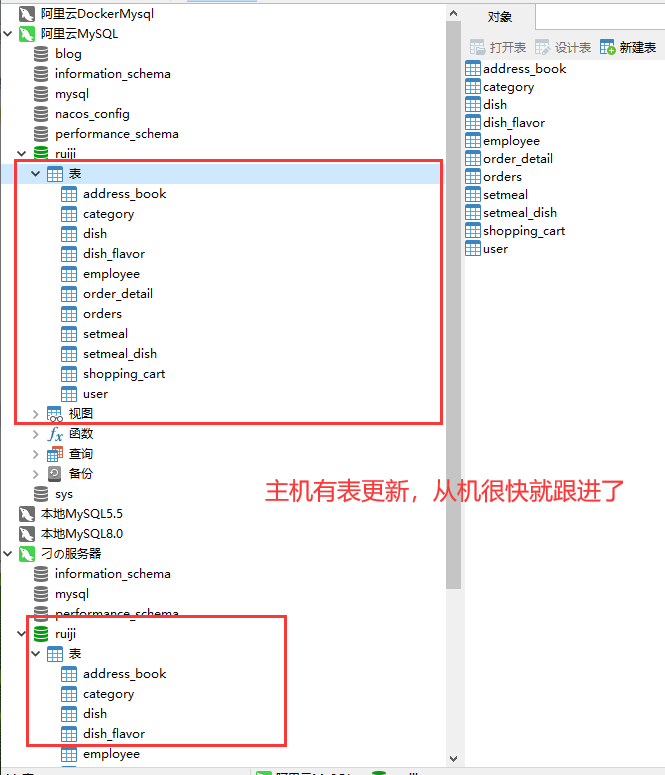 阿里云DockerMysql
阿里云MySQL
blog
information_schema
mysql
nacos_config
performance_schema
ruiji
表
address_book
category
dish
dish_flavor
employee
order_detail
orders
setmeal
setmeal_dish
shopping_cart
user
视图
函数
查询
备份
sys
本地MySQL5.5
本地MySQL8.0
刁の服务器
information_schema
mysql
performance_schema
ruiji
表
address_book
category
dish
dish_flavor
employee
主机有表更新，从机很快就跟进了
对象
打开表 设计表 新建表
address_book
category
dish
dish_flavor
employee
order_detail
orders
setmeal
setmeal_dish
shopping_cart
user